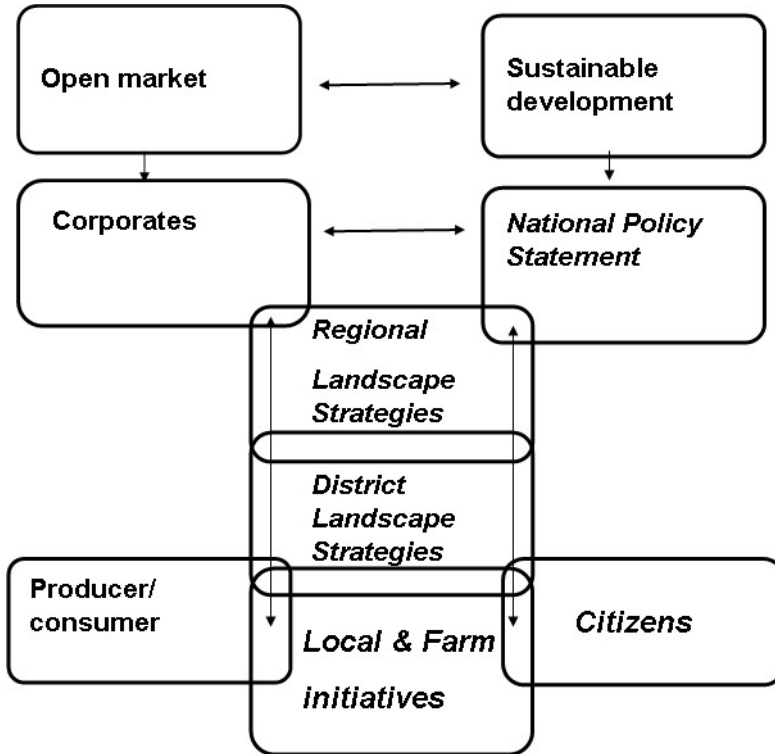 Open market
Sustainable
development
Corporates
National Policy
Statement
Regional
Landscape
Strategies
District
Landscape
Strategies
Producer/
consumer
Local & Farm
initiatives
Citizens